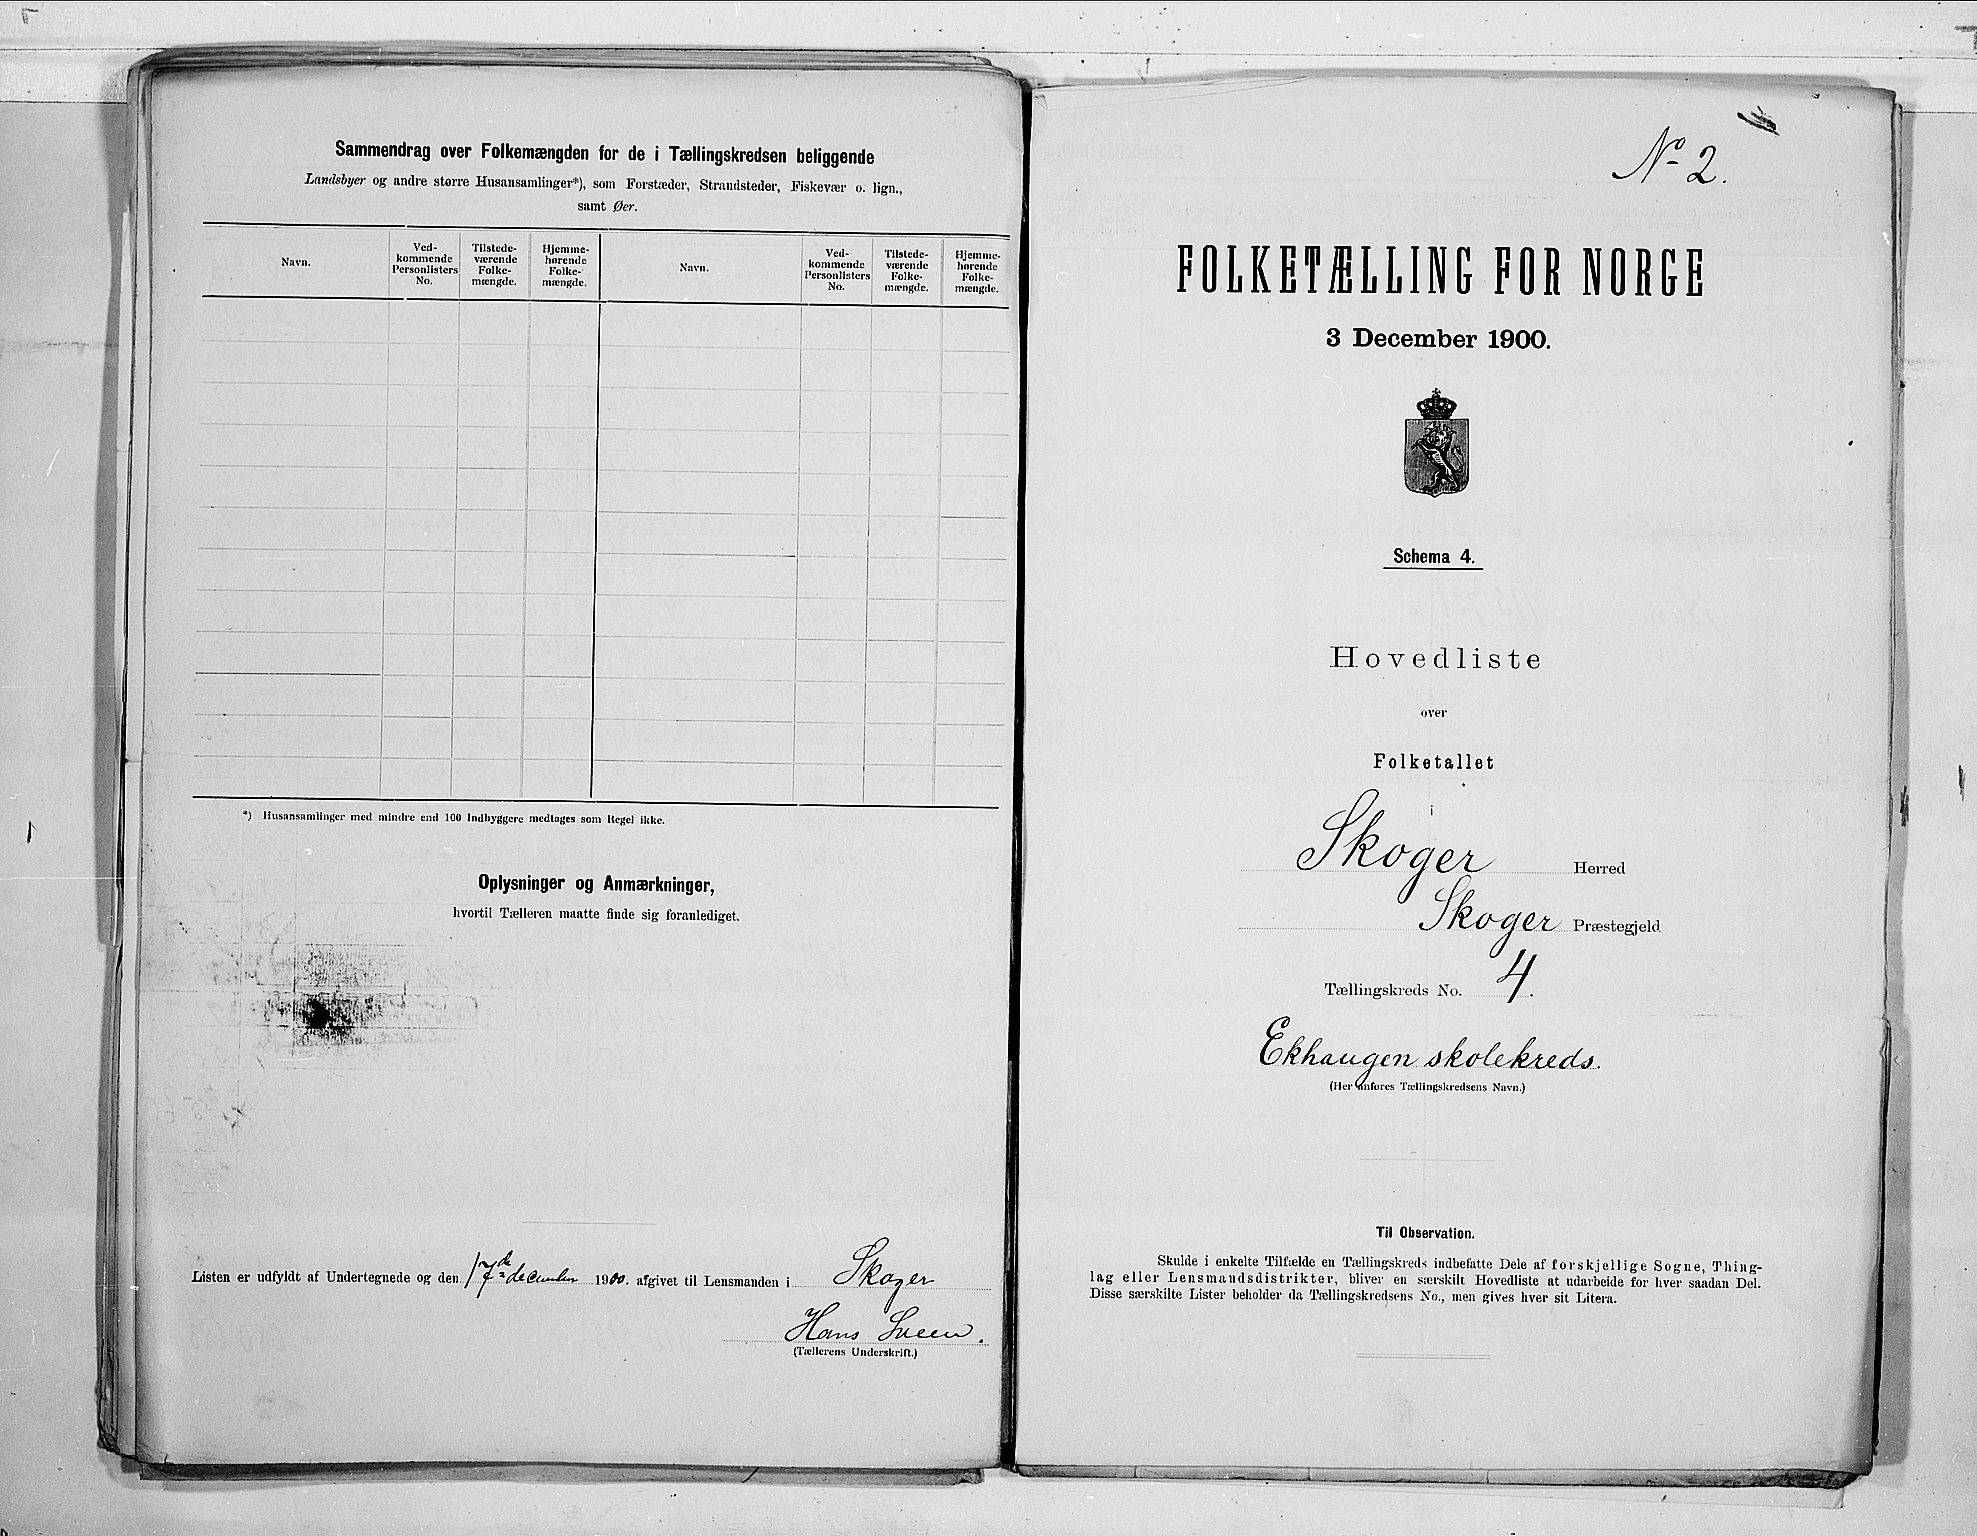 Sammendrag over Folkemængden for de i Tællingskredsen beliggende
Landsbyer og andre større Husansamlinger*), som Forstæder, Strandsteder, Fiskevær o. lign.,
samt Øer.
Navn.
Ved-
kommende
Personlisters
No.
Tilstede-
værende
Folke-
mængde.
Hjemme-
hørende
Folke-
mængde.
Navn.
Ved-
kommende
Personlisters
No.
Tilstede-
værende
Folke-
mængde.
Hjemme-
hørende
Folke-
mængde.
*) Husansamlinger med mindre end 100 Indbyggere medtages som Regel ikke.
Oplysninger og Anmærkninger,
hvortil Tælleren maatte finde sig foranlediget.
Listen er udfyldt af Undertegnede og den 17de december 1900. afgivet til Lensmanden i Skoger
Hans Sveen.
(Tællerens Underskrift.)
No 2.
FOLKETÆLLING FOR NORGE
3 December 1900.
Schema 4.
Hovedliste
over
Folketallet
i
Skoger Herred
Skoger Præstegjeld
Tællingskreds No. 4.
Ekhaugen skolekreds.
(Her anføres Tællingskredsens Navn.)
Til Observation.
Skulde i enkelte Tilfælde en Tællingskreds indbefatte Dele af forskjellige Sogne, Thing-
lag eller Lensmandsdistrikter, bliver en særskilt Hovedliste at udarbeide for hver saadan Del.
Disse særskilte Lister beholder da Tællingskredsens No., men gives hver sit Litera.